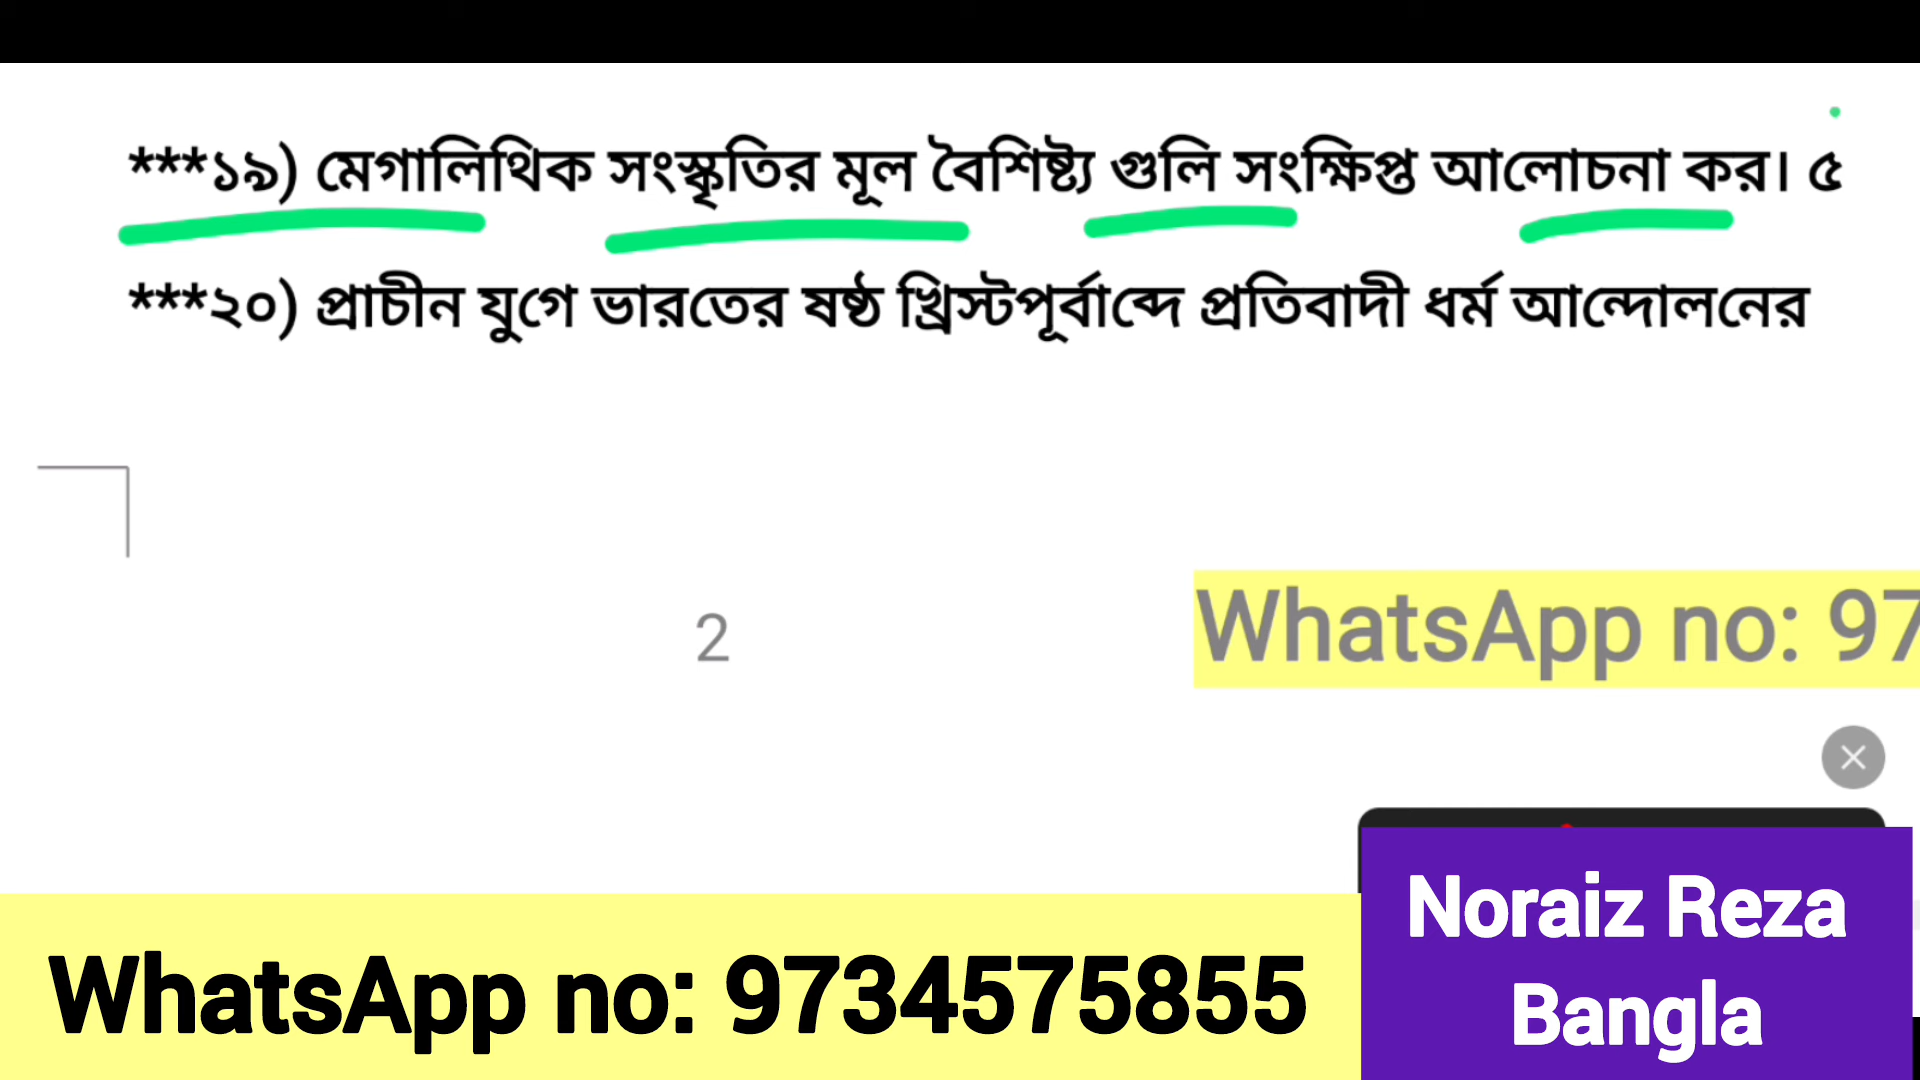 ***১৯) মেগালিথিক সংস্কৃতির মূল বৈশিষ্ট্য গুলি সংক্ষিপ্ত আলোচনা কর। ৫
***২০) প্রাচীন যুগে ভারতের ষষ্ঠ খ্রিস্টপূর্বাব্দে প্রতিবাদী ধর্ম আন্দোলনের
2
WhatsApp no: 97
WhatsApp no: 9734575855
Noraiz Reza
Bangla